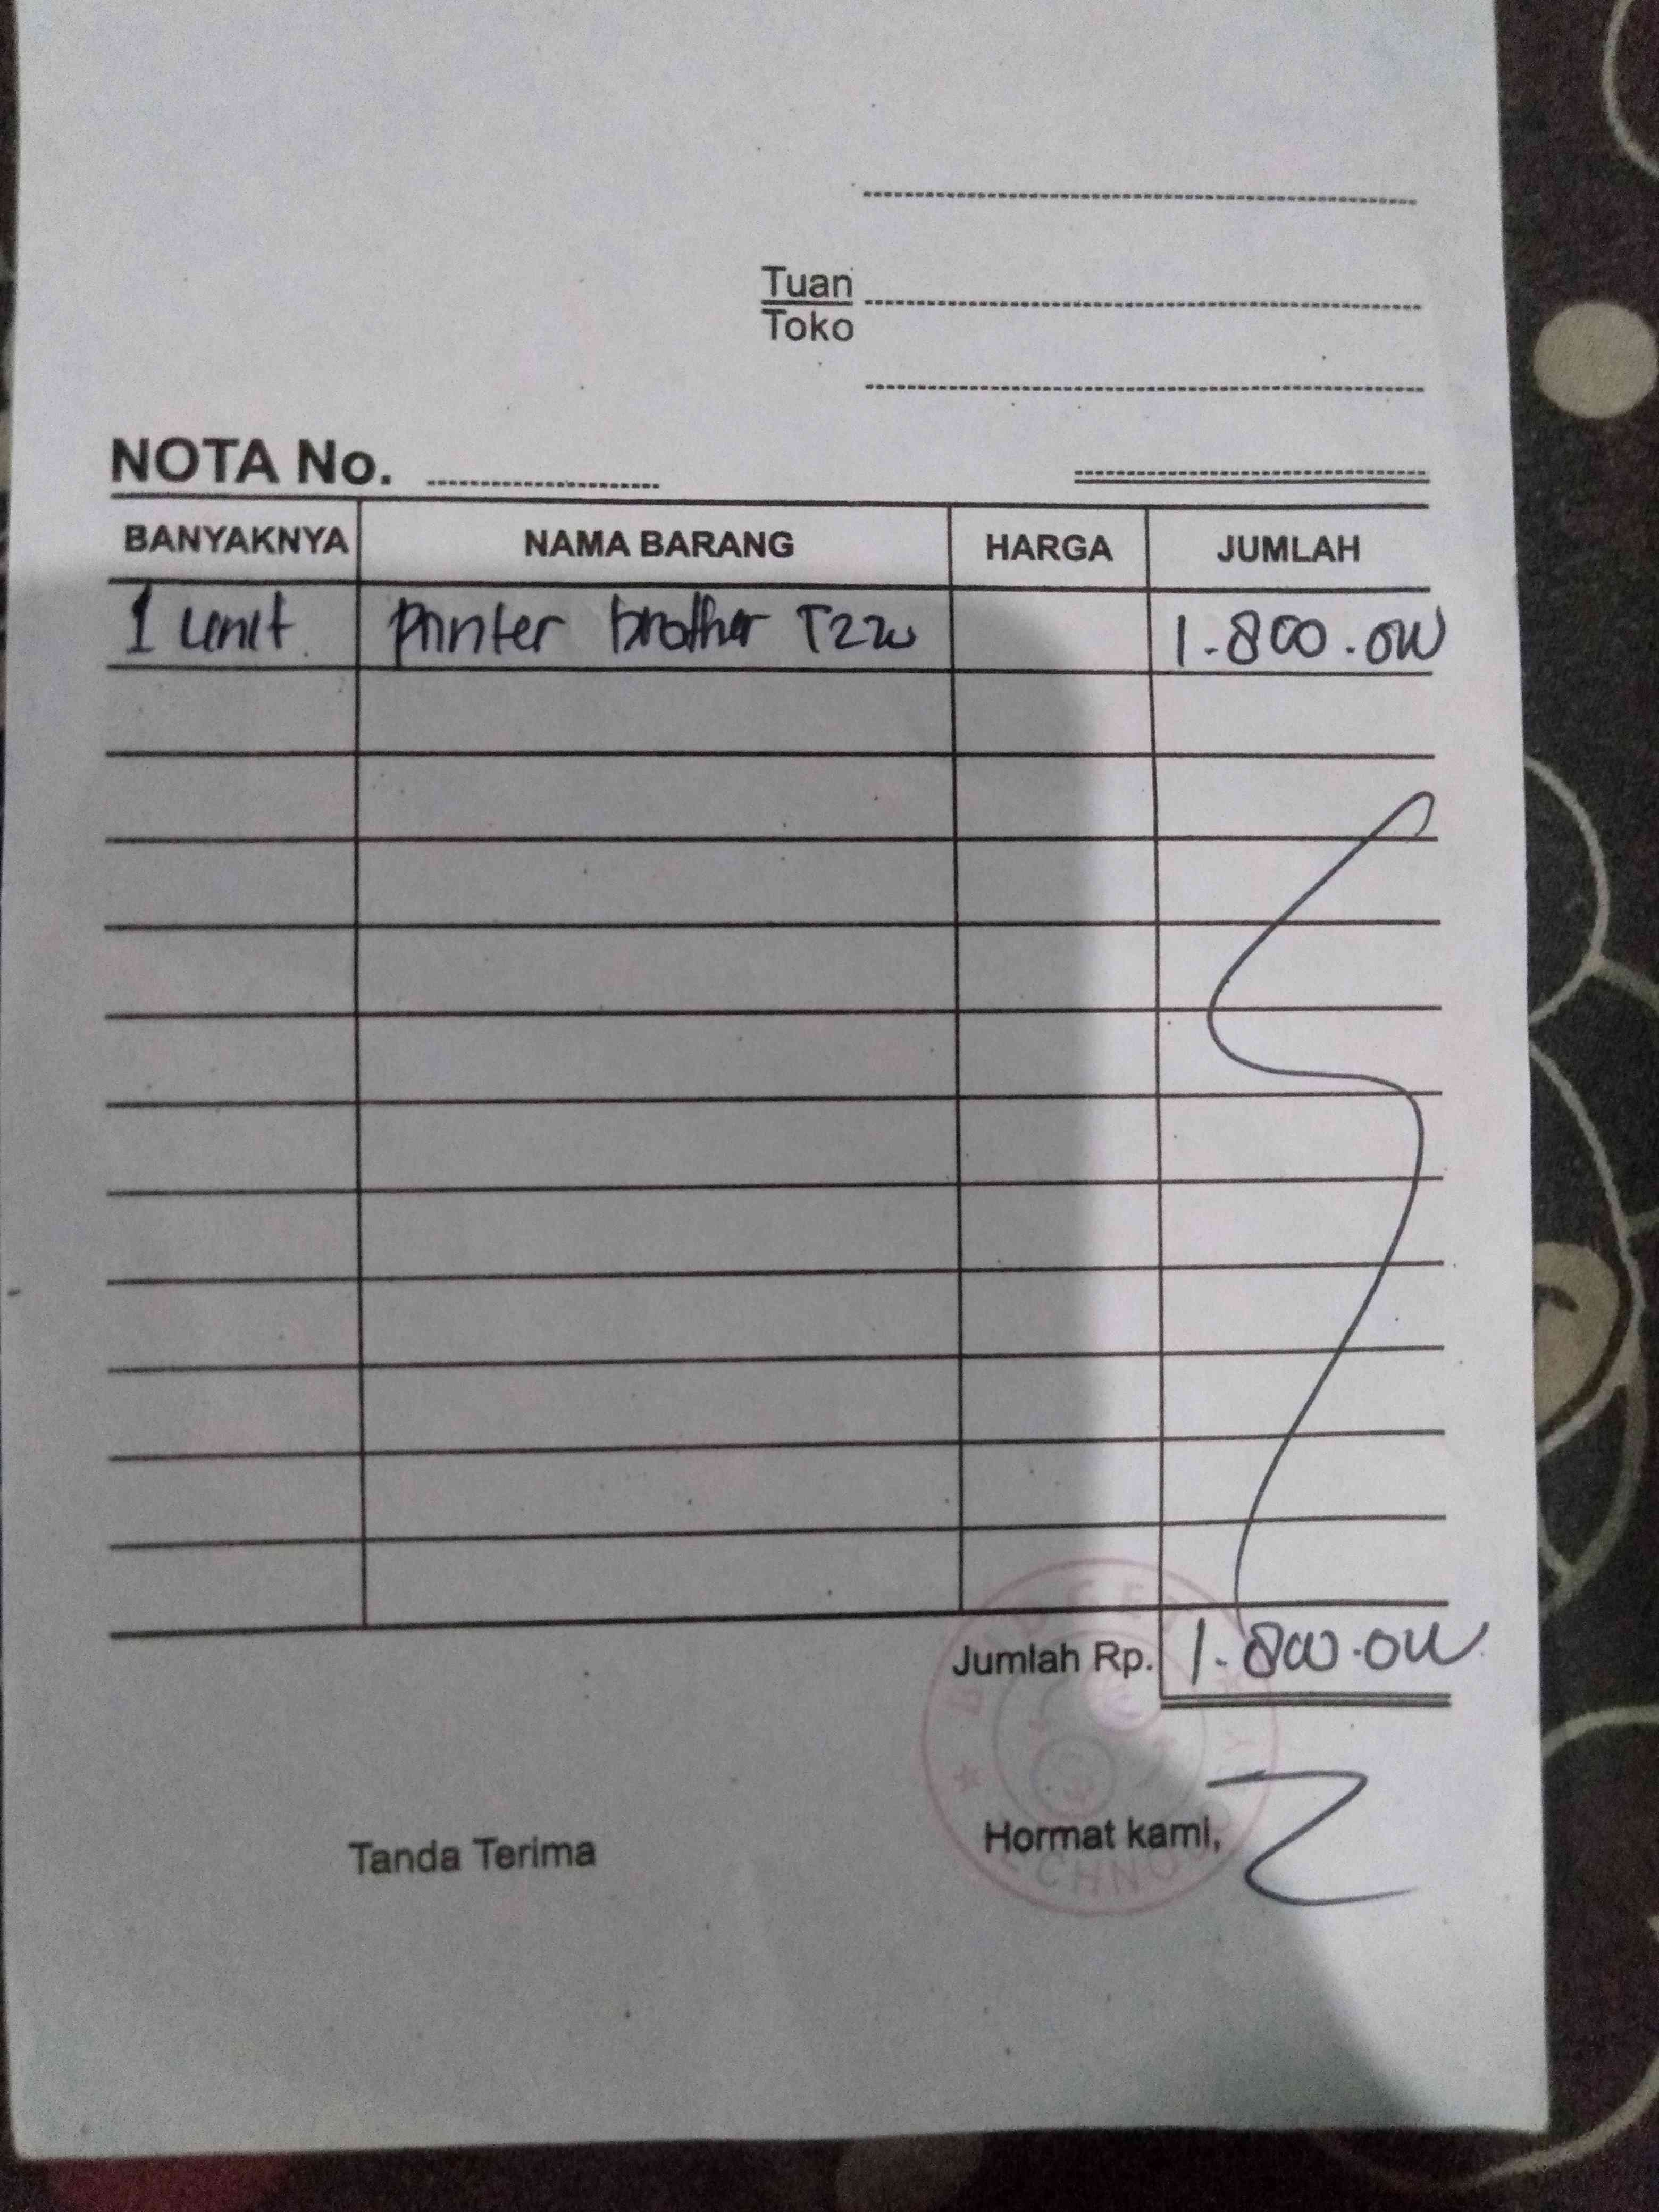 Tuan
Toko
NOTA No.
BANYAKNYA NAMA BARANG HARGA JUMLAH
1 unit Printer brother T220 1.800.000
Jumlah Rp. 1.800.000
Tanda Terima Hormat kami,